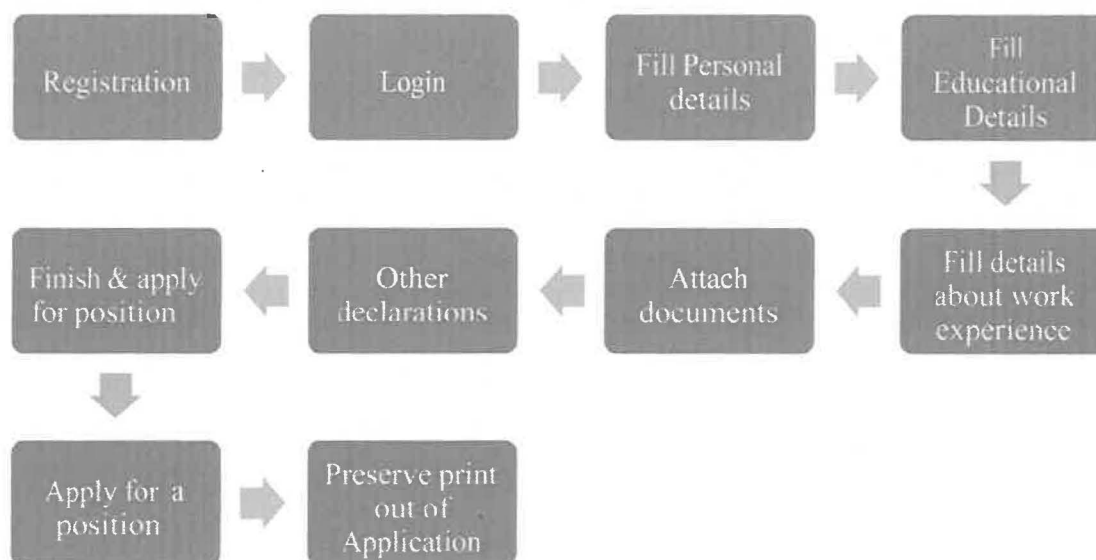 Registration
Login
Fill Personal
details
Fill
Educational
Details
Fill details
about work
experience
Attach
documents
Other
declarations
Finish & apply
for position
Apply for a
position
Preserve print
out of
Application